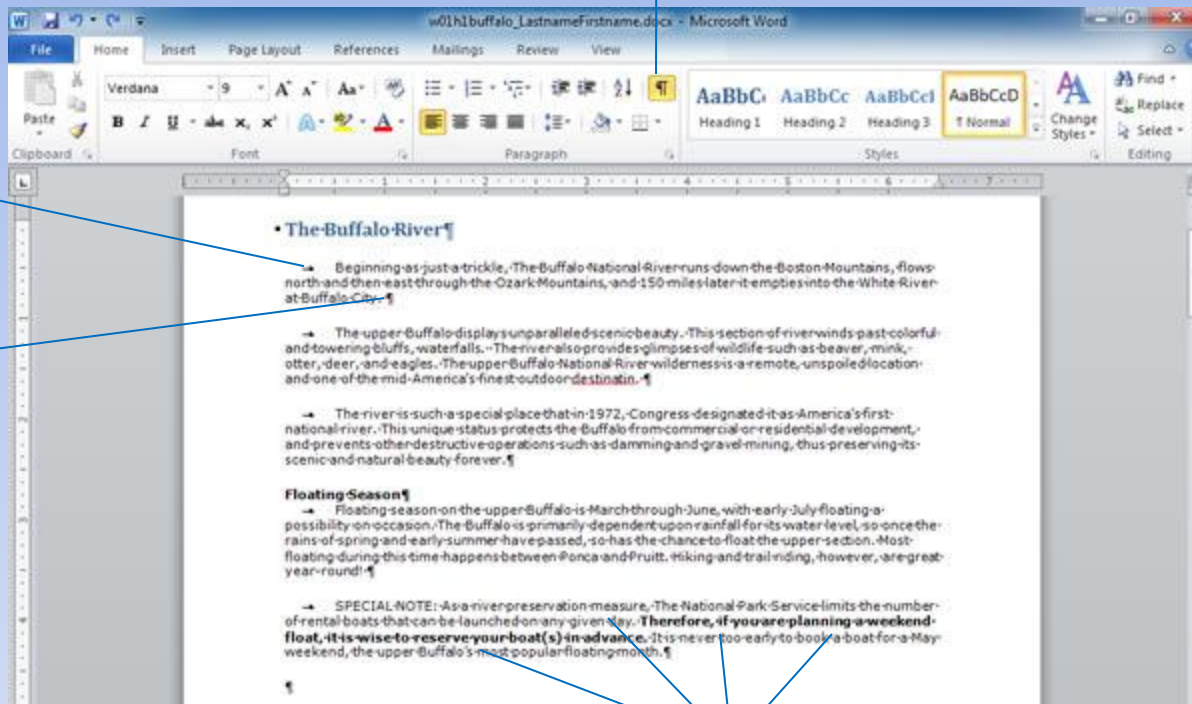 w01h1buffalo_LastnameFirstname.docx - Microsoft Word
File Home Insert Page Layout References Mailings Review View
Verdana 9 Aa
AaBbC AaBbCc AaBbCcI AaBbCcD
Find
Replace
Select
Paste
B I U abc x, x
Heading 1 Heading 2 Heading 3 ¶ Normal
Change Styles
Clipboard Font Paragraph Styles Editing
1 2 3 4 5 6 7
The Buffalo River¶
Beginning as just a trickle, The Buffalo National River runs down the Boston Mountains, flows
north and then east through the Ozark Mountains, and 150 miles later it empties into the White River
at Buffalo City. ¶
The upper Buffalo displays unparalleled scenic beauty. This section of river winds past colorful
and towering bluffs, waterfalls. The river also provides glimpses of wildlife such as beaver, mink,
otter, deer, and eagles. The upper Buffalo National River wilderness is a remote, unspoiled location
and one of the mid-America's finest outdoor destinatin. ¶
The river is such a special place that in 1972, Congress designated it as America's first
national river. This unique status protects the Buffalo from commercial or residential development,
and prevents other destructive operations such as damming and gravel mining, thus preserving its
scenic and natural beauty forever.¶
Floating Season¶
Floating season on the upper Buffalo is March through June, with early July floating a
possibility on occasion. The Buffalo is primarily dependent upon rainfall for its water level, so once the
rains of spring and early summer have passed, so has the chance to float the upper section. Most
floating during this time happens between Ponca and Pruitt. Hiking and trail riding, however, are great
year-round! ¶
SPECIAL NOTE: As a river preservation measure, The National Park Service limits the number
of rental boats that can be launched on any given day. Therefore, if you are planning a weekend
float, it is wise to reserve your boat(s) in advance. It is never too early to book a boat for a May
weekend, the upper Buffalo's most popular floating month.¶
¶